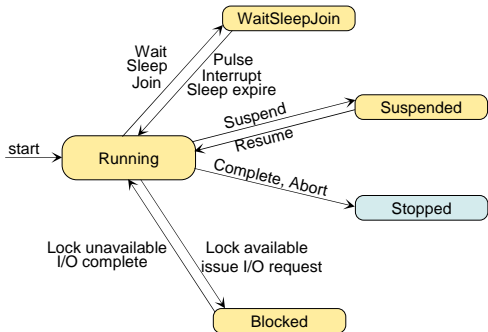 WaitSleepJoin
Wait
Sleep
Join
Pulse
Interrupt
Sleep expire
Suspend
Suspended
Resume
start
Running
Complete, Abort
Stopped
Lock unavailable
I/O complete
Lock available
issue I/O request
Blocked